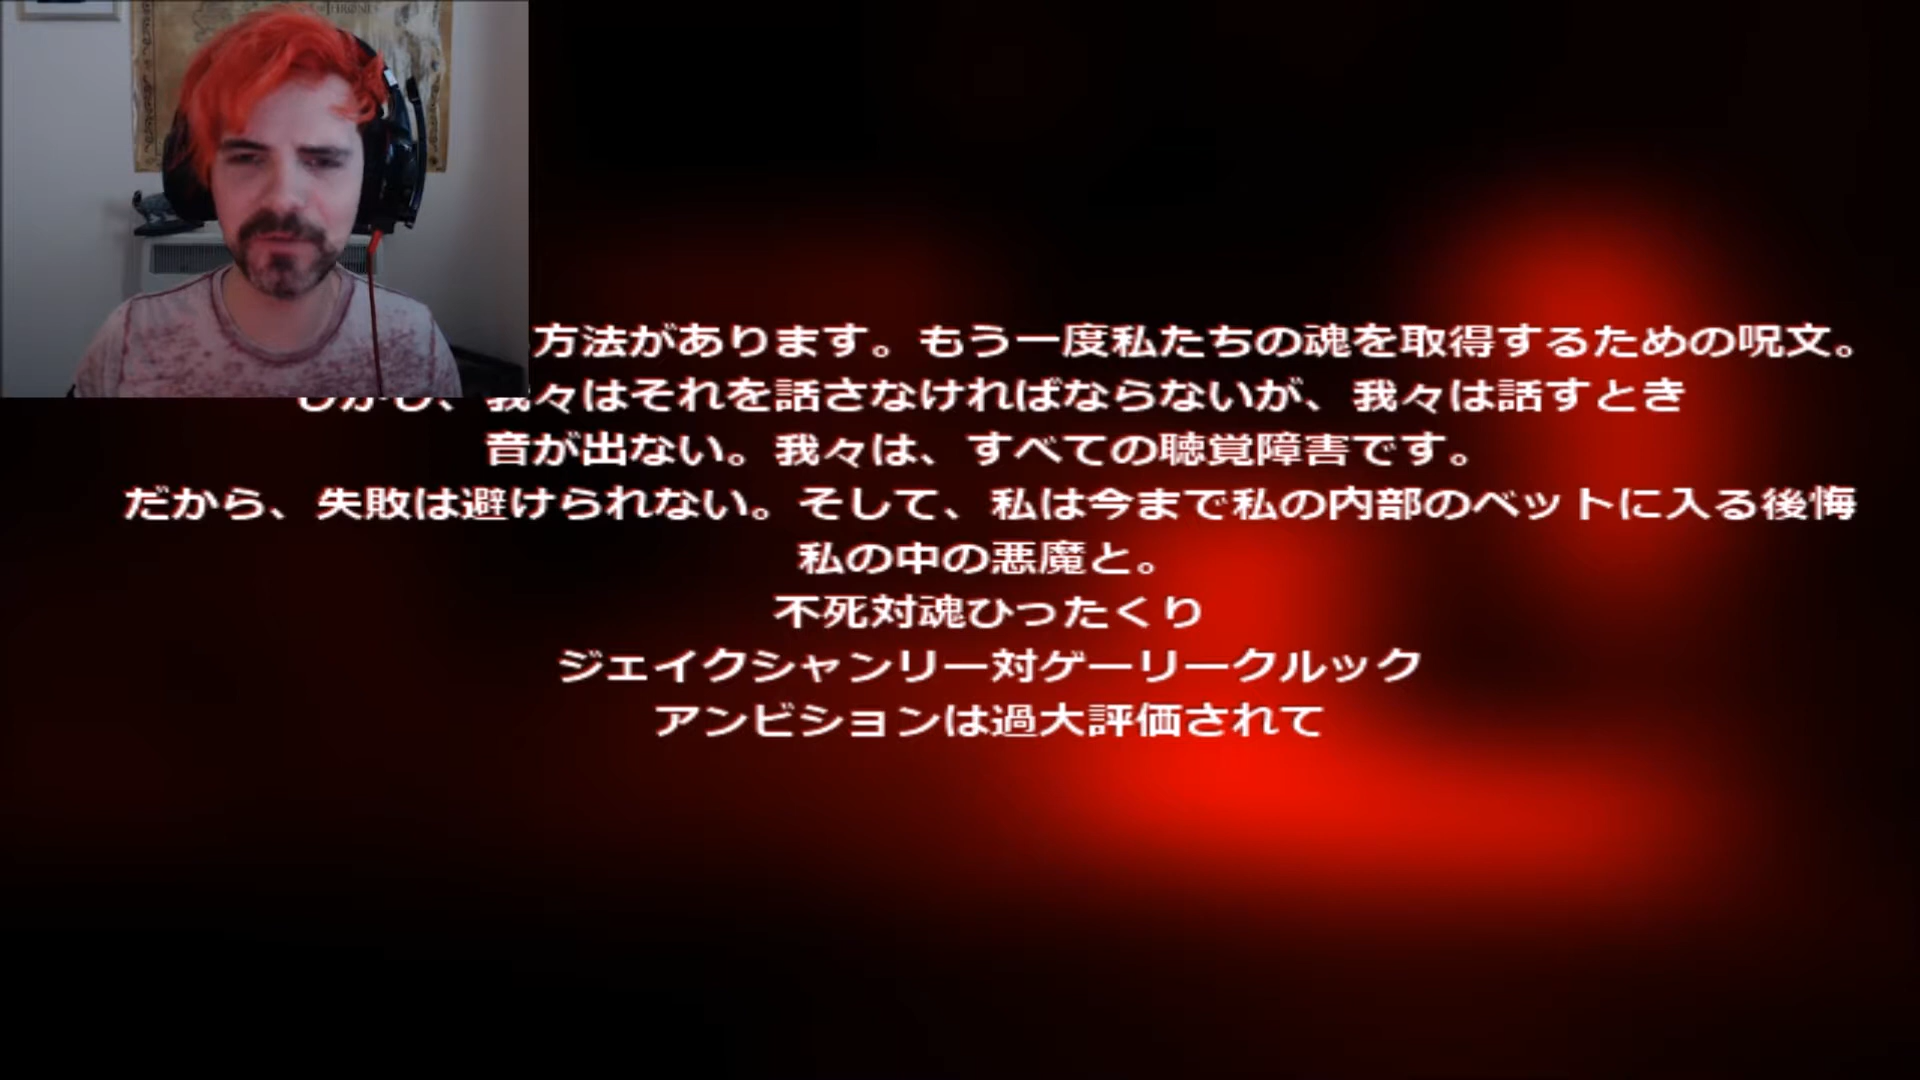 THRONES
方法があります。もう一度私たちの魂を取得するための呪文。
しかし、我々はそれを話さなければならないが、我々は話すとき
音が出ない。我々は、すべての聴覚障害です。
だから、失敗は避けられない。そして、私は今まで私の内部のベットに入る後悔
私の中の悪魔と。
不死対魂ひったくり
ジェイクシャンリー対ゲーリークルック
アンビションは過大評価されて